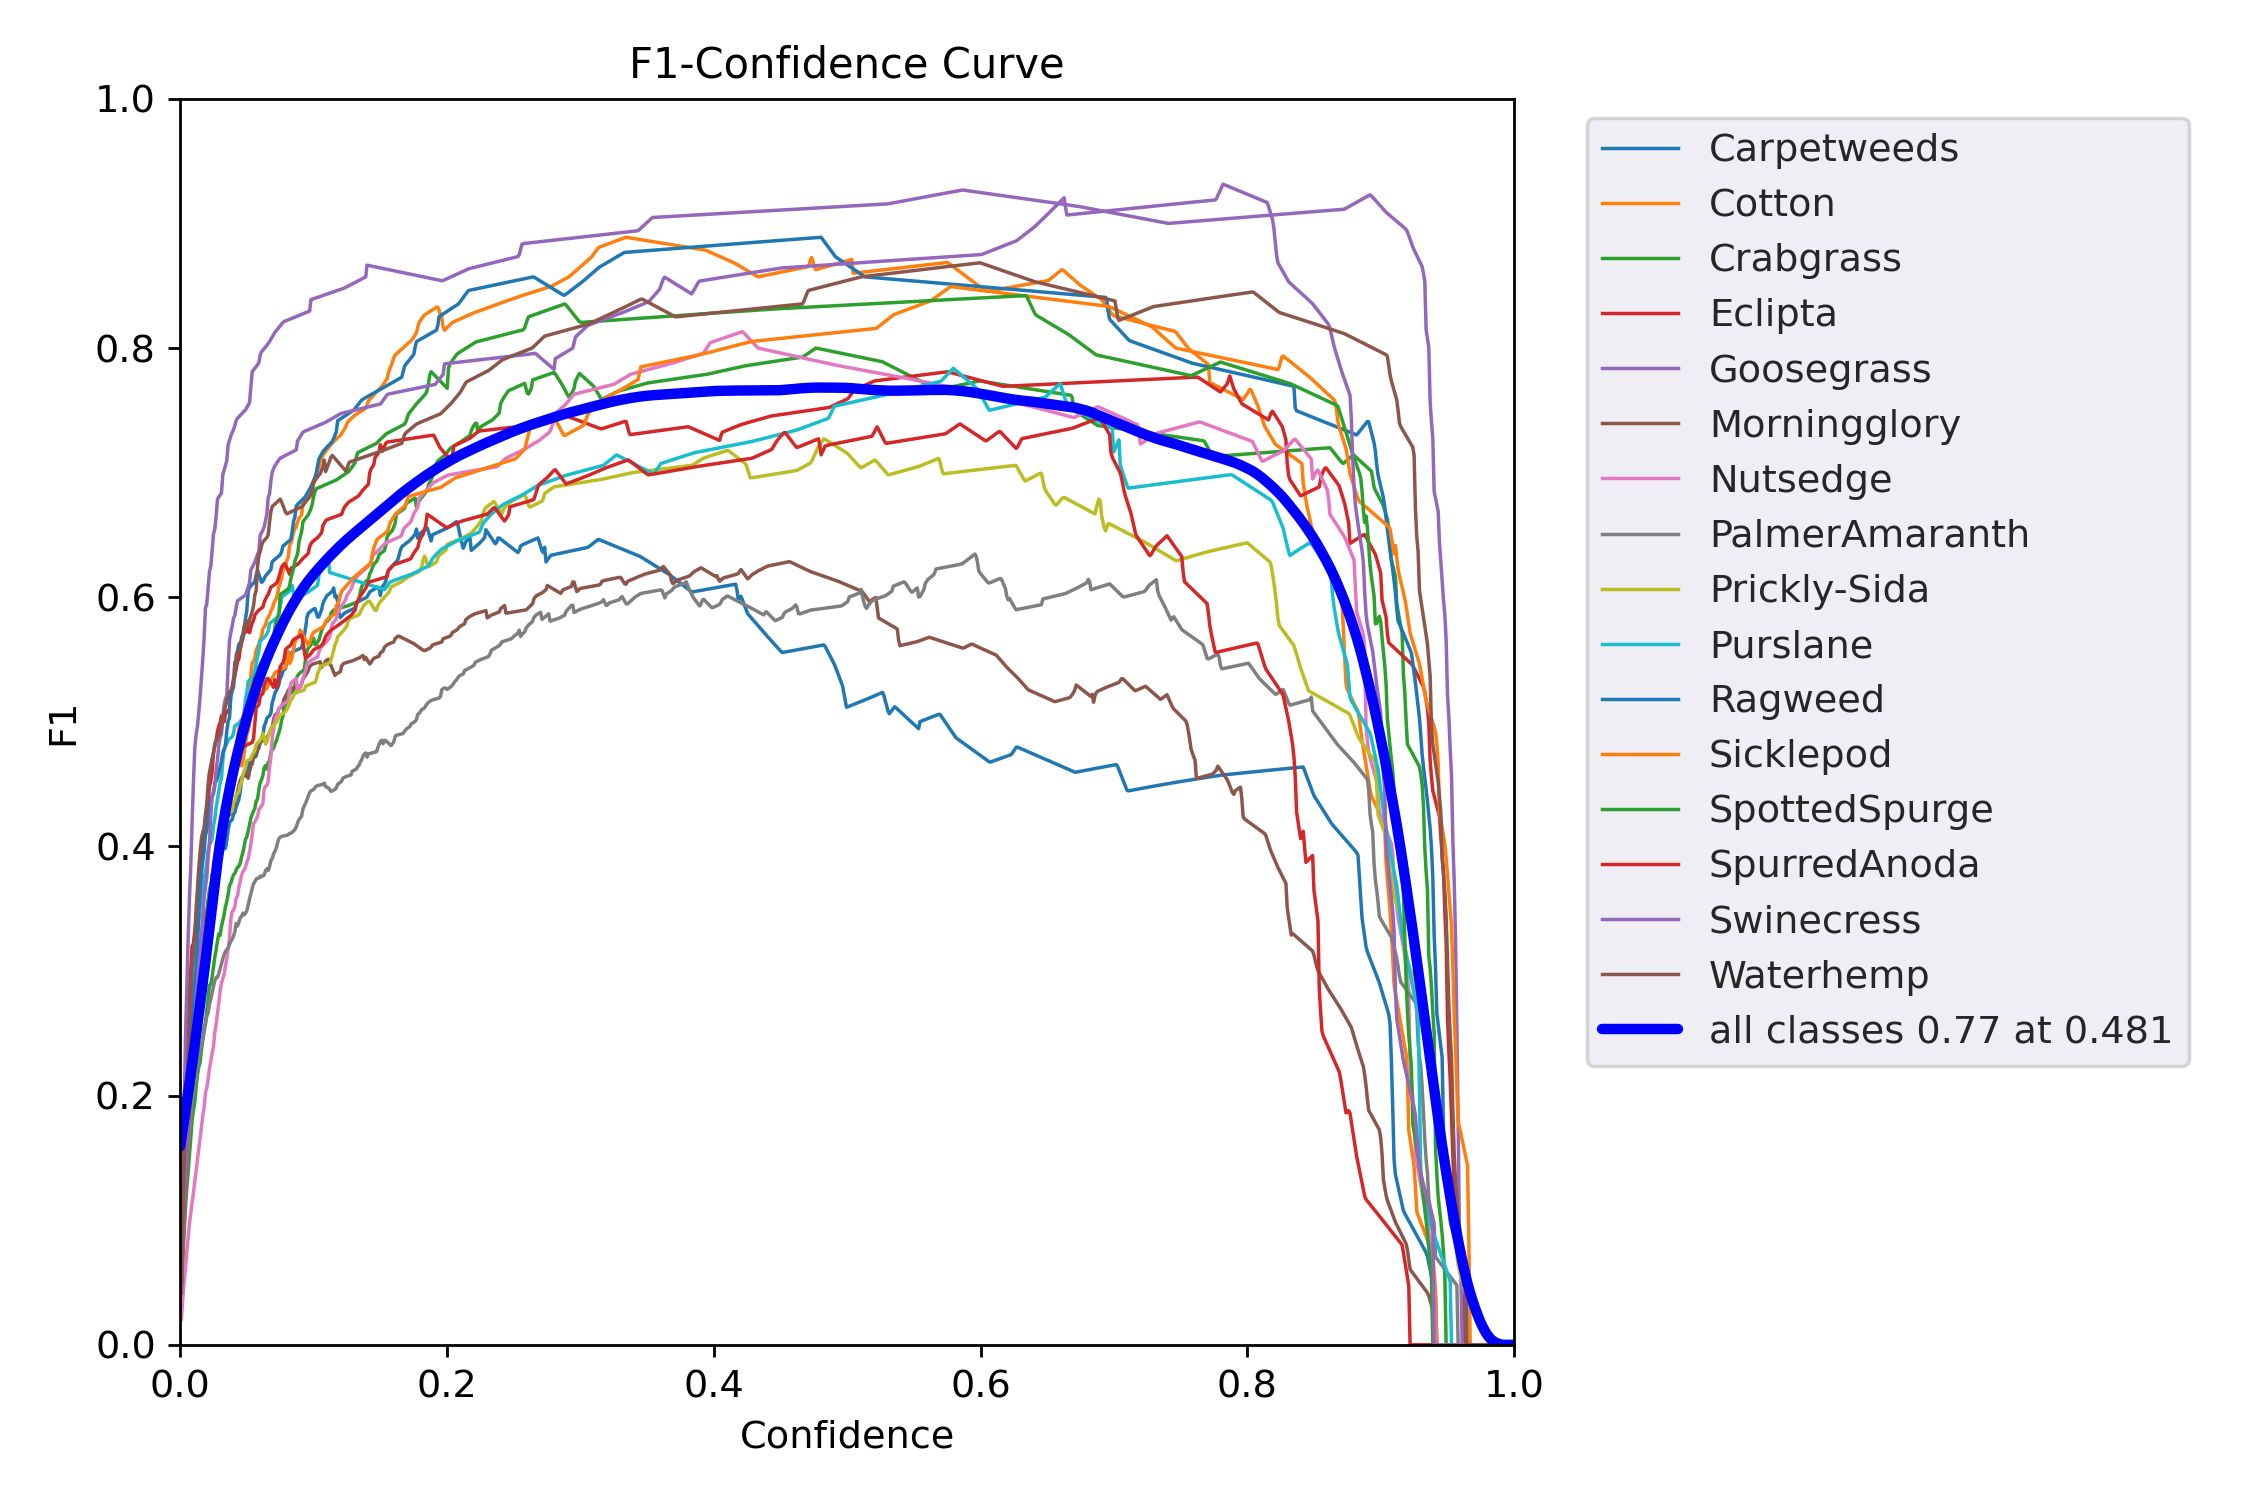 F1-Confidence Curve
1.0
0.8
0.6
0.4
0.2
0.0
F1
0.0 0.2 0.4 0.6 0.8 1.0
Confidence
Carpetweeds
Cotton
Crabgrass
Eclipta
Goosegrass
Morningglory
Nutsedge
PalmerAmaranth
Prickly-Sida
Purslane
Ragweed
Sicklepod
SpottedSpurge
SpurredAnoda
Swinecress
Waterhemp
all classes 0.77 at 0.481